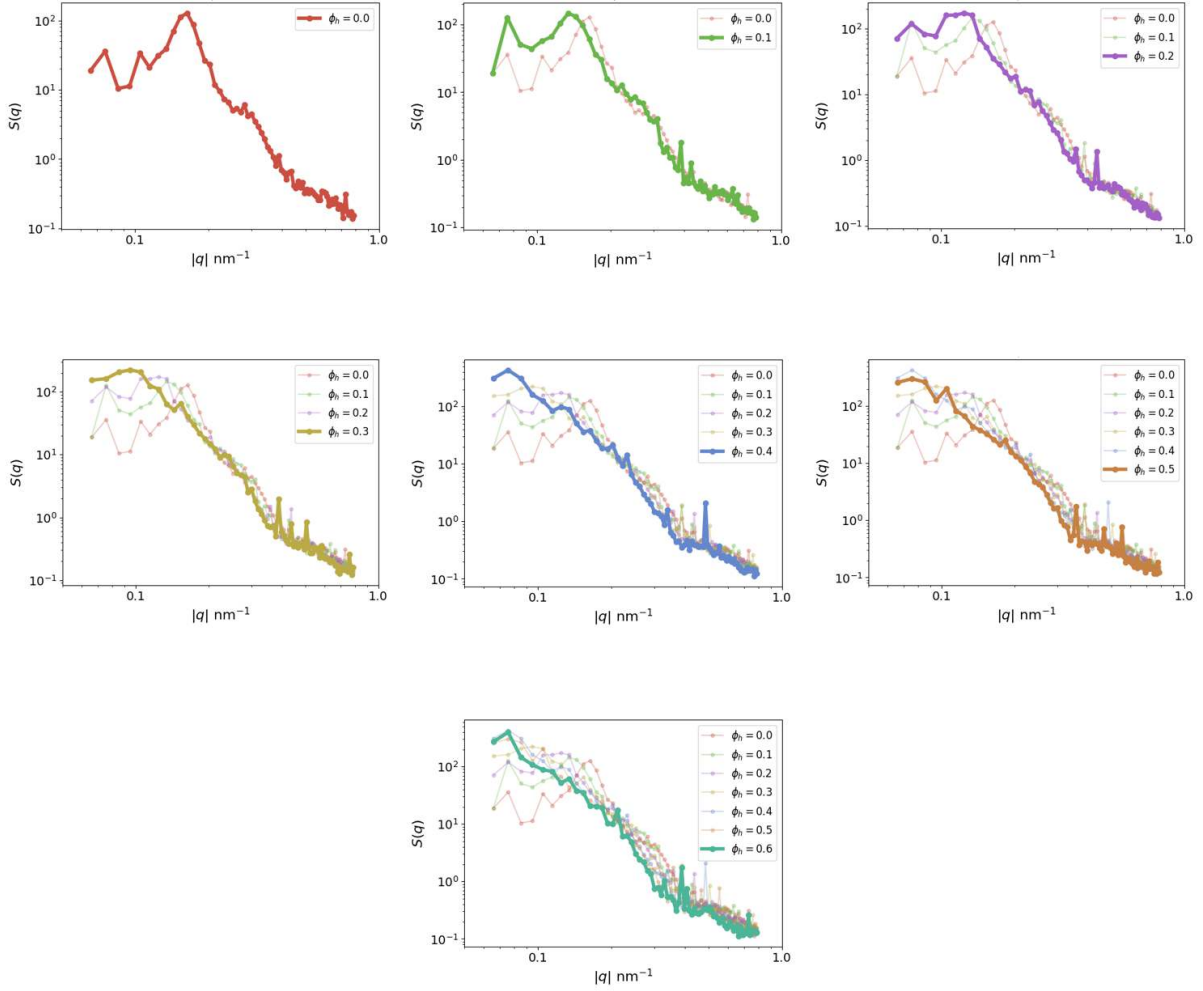 10²
10¹
10⁰
10⁻¹
S(q)
0.1
1.0
|q| nm⁻¹
ϕₕ = 0.0
10²
10¹
10⁰
10⁻¹
S(q)
0.1
1.0
|q| nm⁻¹
ϕₕ = 0.0
ϕₕ = 0.1
10²
10¹
10⁰
10⁻¹
S(q)
0.1
1.0
|q| nm⁻¹
ϕₕ = 0.0
ϕₕ = 0.1
ϕₕ = 0.2
10²
10¹
10⁰
10⁻¹
S(q)
0.1
1.0
|q| nm⁻¹
ϕₕ = 0.0
ϕₕ = 0.1
ϕₕ = 0.2
ϕₕ = 0.3
10²
10¹
10⁰
10⁻¹
S(q)
0.1
1.0
|q| nm⁻¹
ϕₕ = 0.0
ϕₕ = 0.1
ϕₕ = 0.2
ϕₕ = 0.3
ϕₕ = 0.4
10²
10¹
10⁰
10⁻¹
S(q)
0.1
1.0
|q| nm⁻¹
ϕₕ = 0.0
ϕₕ = 0.1
ϕₕ = 0.2
ϕₕ = 0.3
ϕₕ = 0.4
ϕₕ = 0.5
10²
10¹
10⁰
10⁻¹
S(q)
0.1
1.0
|q| nm⁻¹
ϕₕ = 0.0
ϕₕ = 0.1
ϕₕ = 0.2
ϕₕ = 0.3
ϕₕ = 0.4
ϕₕ = 0.5
ϕₕ = 0.6